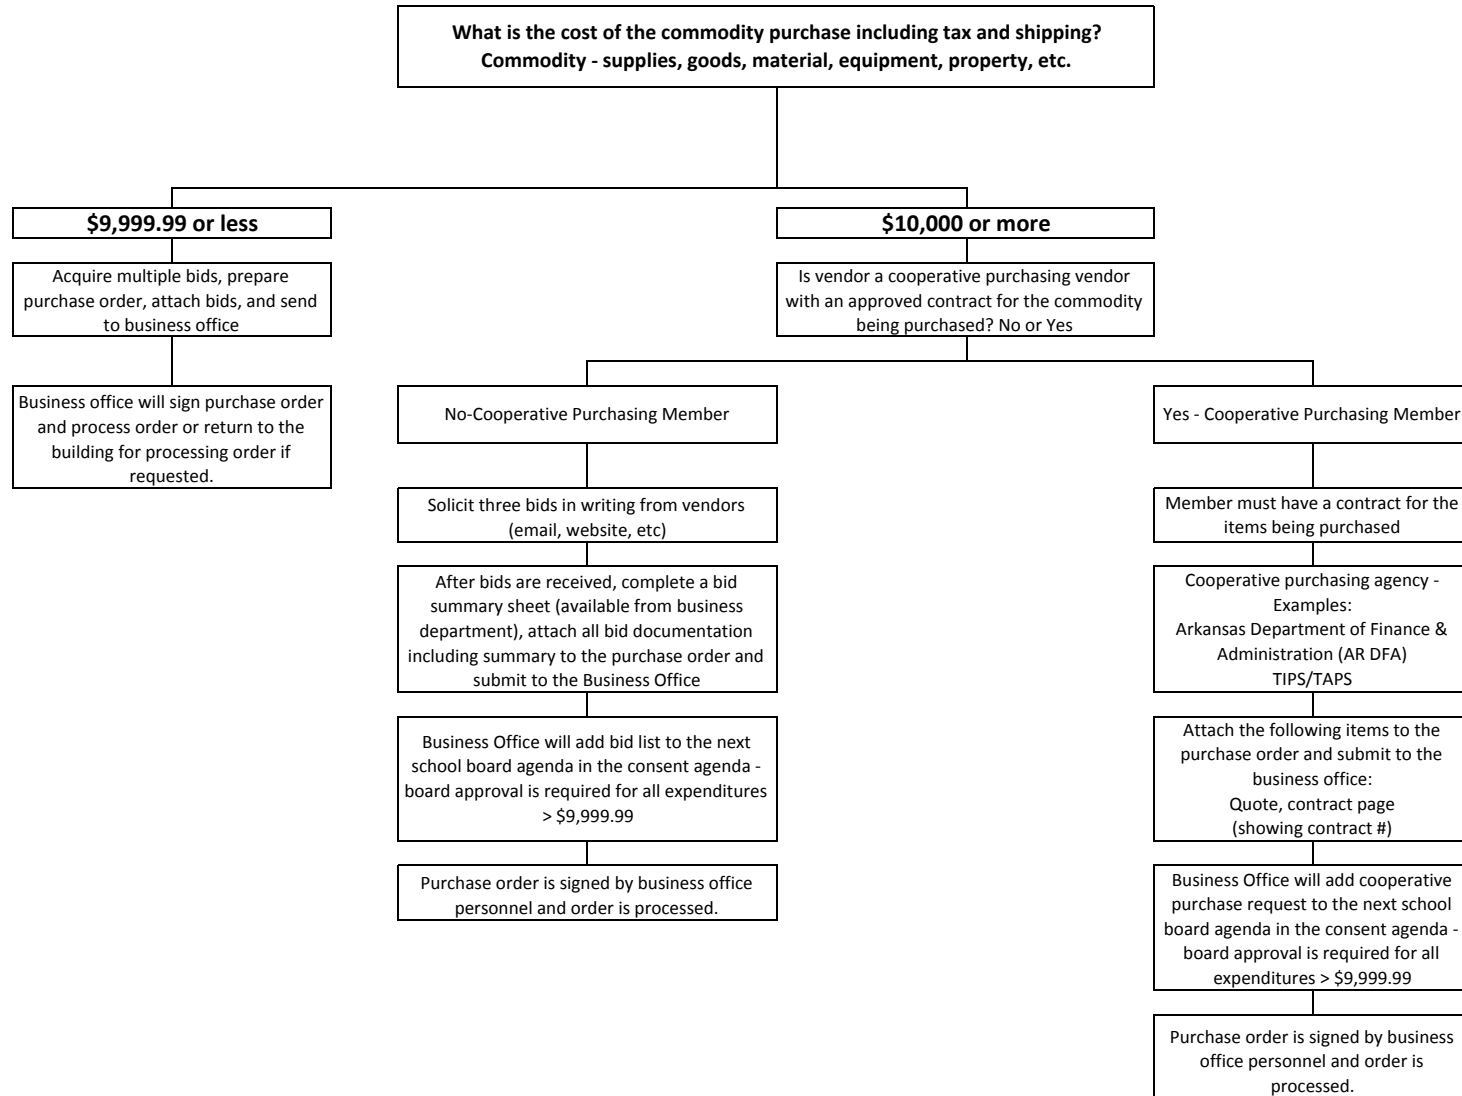 What is the cost of the commodity purchase including tax and shipping?
Commodity - supplies, goods, material, equipment, property, etc.
$9,999.99 or less
Acquire multiple bids, prepare
purchase order, attach bids, and send
to business office
Business office will sign purchase order
and process order or return to the
building for processing order if
requested.
$10,000 or more
Is vendor a cooperative purchasing vendor
with an approved contract for the commodity
being purchased? No or Yes
No-Cooperative Purchasing Member
Solicit three bids in writing from vendors
(email, website, etc)
After bids are received, complete a bid
summary sheet (available from business
department), attach all bid documentation
including summary to the purchase order and
submit to the Business Office
Business Office will add bid list to the next
school board agenda in the consent agenda -
board approval is required for all expenditures
> $9,999.99
Purchase order is signed by business office
personnel and order is processed.
Yes - Cooperative Purchasing Member
Member must have a contract for the
items being purchased
Cooperative purchasing agency -
Examples:
Arkansas Department of Finance &
Administration (AR DFA)
TIPS/TAPS
Attach the following items to the
purchase order and submit to the
business office:
Quote, contract page
(showing contract #)
Business Office will add cooperative
purchase request to the next school
board agenda in the consent agenda -
board approval is required for all
expenditures > $9,999.99
Purchase order is signed by business
office personnel and order is
processed.